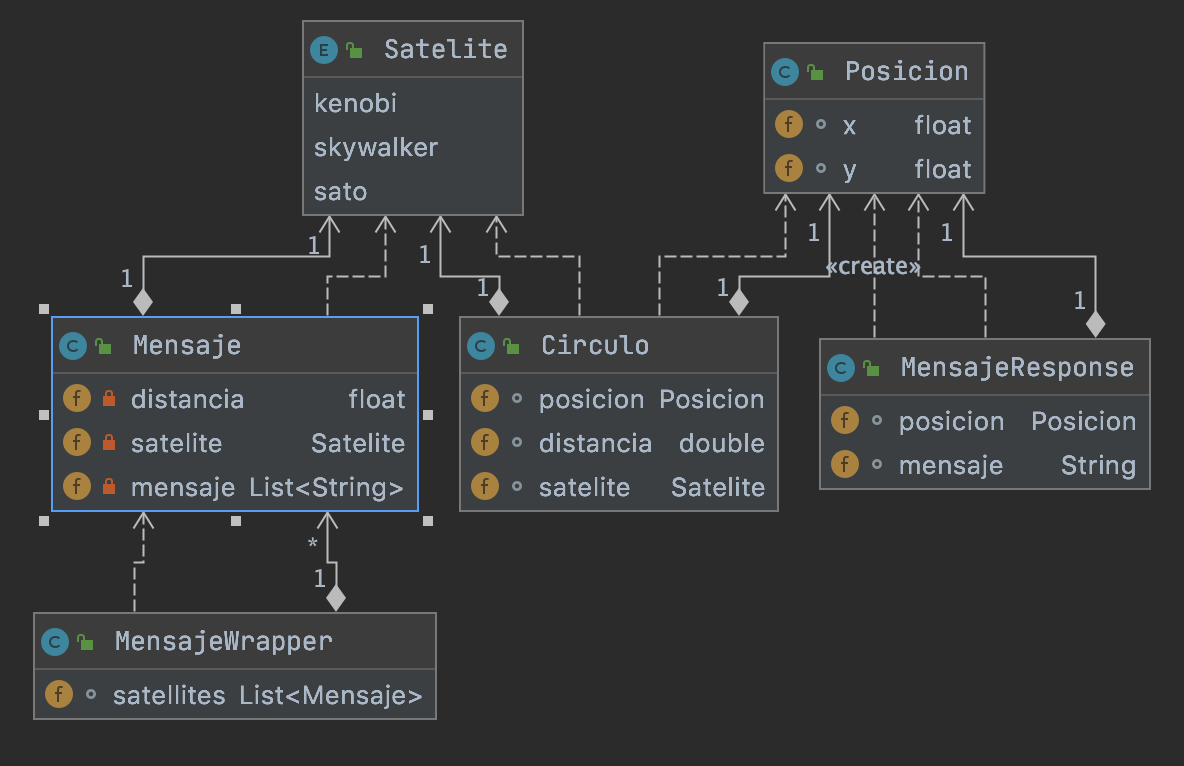 E Satelite
kenobi
skywalker
sato
C Posicion
f x float
f y float
1
1
1
1
1
1
«create»
1
1
C Mensaje
f distancia float
f satelite Satelite
f mensaje List<String>
C Circulo
f posicion Posicion
f distancia double
f satelite Satelite
C MensajeResponse
f posicion Posicion
f mensaje String
*
1
C MensajeWrapper
f satellites List<Mensaje>